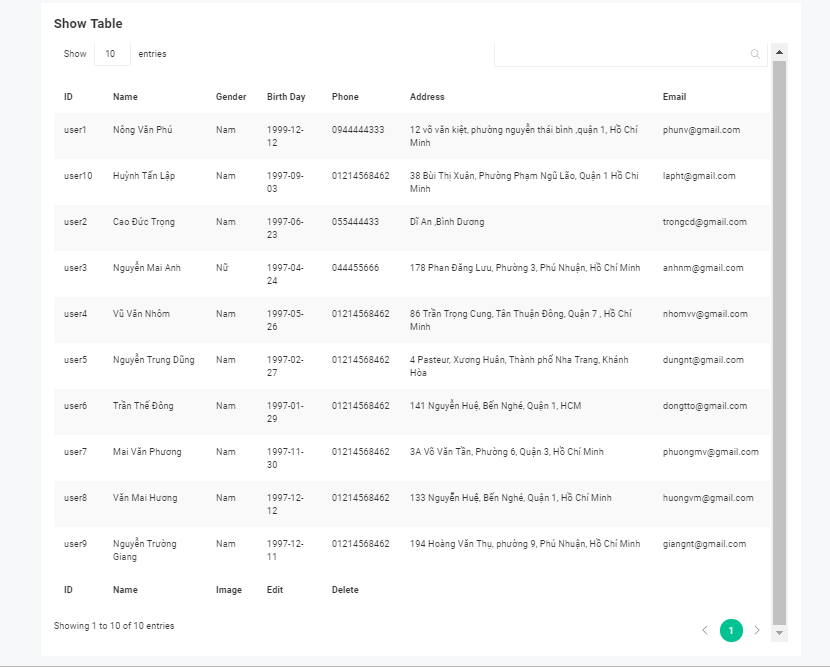 Show Table
Show 10 entries
ID Name Gender Birth Day Phone Address Email
user1 Nông Văn Phú Nam 1999-12- 0944444333 12 võ văn kiệt, phường nguyễn thái bình ,quận 1, Hồ Chí phunv@gmail.com
12 Minh
user10 Huỳnh Tấn Lập Nam 1997-09- 01214568462 38 Bùi Thị Xuân, Phường Phạm Ngũ Lão, Quận 1 Hồ Chi lapht@gmail.com
03 Minh
user2 Cao Đức Trọng Nam 1997-06- 055444433 Dĩ An ,Bình Dương trongcd@gmail.com
23
user3 Nguyễn Mai Anh Nữ 1997-04- 044455666 178 Phan Đăng Lưu, Phường 3, Phú Nhuận, Hồ Chí Minh anhnm@gmail.com
24
user4 Vũ Văn Nhôm Nam 1997-05- 01214568462 86 Trần Trọng Cung, Tân Thuận Đông, Quận 7 , Hồ Chí nhomvv@gmail.com
26 Minh
user5 Nguyễn Trung Dũng Nam 1997-02- 01214568462 4 Pasteur, Xương Huân, Thành phố Nha Trang, Khánh dungnt@gmail.com
27 Hòa
user6 Trần Thế Đông Nam 1997-01- 01214568462 141 Nguyễn Huệ, Bến Nghé, Quận 1, HCM dongtto@gmail.com
29
user7 Mai Văn Phương Nam 1997-11- 01214568462 3A Võ Văn Tần, Phường 6, Quận 3, Hồ Chí Minh phuongmv@gmail.com
30
user8 Văn Mai Hương Nam 1997-12- 01214568462 133 Nguyễn Huệ, Bến Nghé, Quận 1, Hồ Chí Minh huongvm@gmail.com
12
user9 Nguyễn Trường Nam 1997-12- 01214568462 194 Hoàng Văn Thụ, phường 9, Phú Nhuận, Hồ Chí Minh giangnt@gmail.com
Giang 11
ID Name Image Edit Delete
Showing 1 to 10 of 10 entries
1